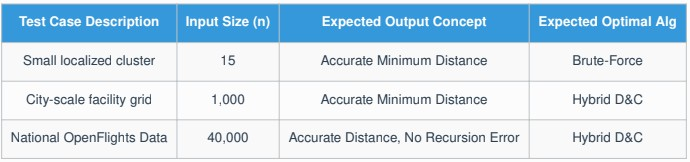 Test Case Description Input Size (n) Expected Output Concept Expected Optimal Alg
Small localized cluster 15 Accurate Minimum Distance Brute-Force
City-scale facility grid 1,000 Accurate Minimum Distance Hybrid D&C
National OpenFlights Data 40,000 Accurate Distance, No Recursion Error Hybrid D&C